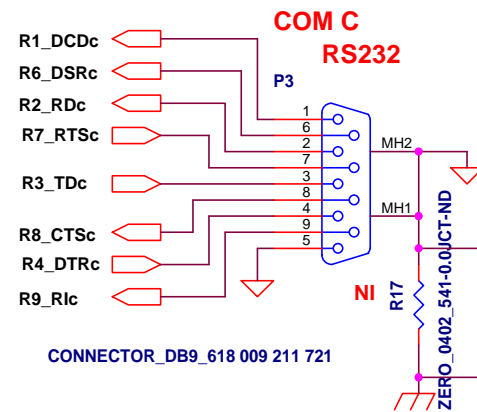 COM C
RS232
R1_DCDc
R6_DSRc
R2_RDc
R7_RTSc
R3_TDc
R8_CTSc
R4_DTRc
R9_RIc
P3
1
6
2
7
3
8
4
9
5
MH2
MH1
NI
R17
ZERO_0402_541-0.0JCT-ND
CONNECTOR_DB9_618 009 211 721